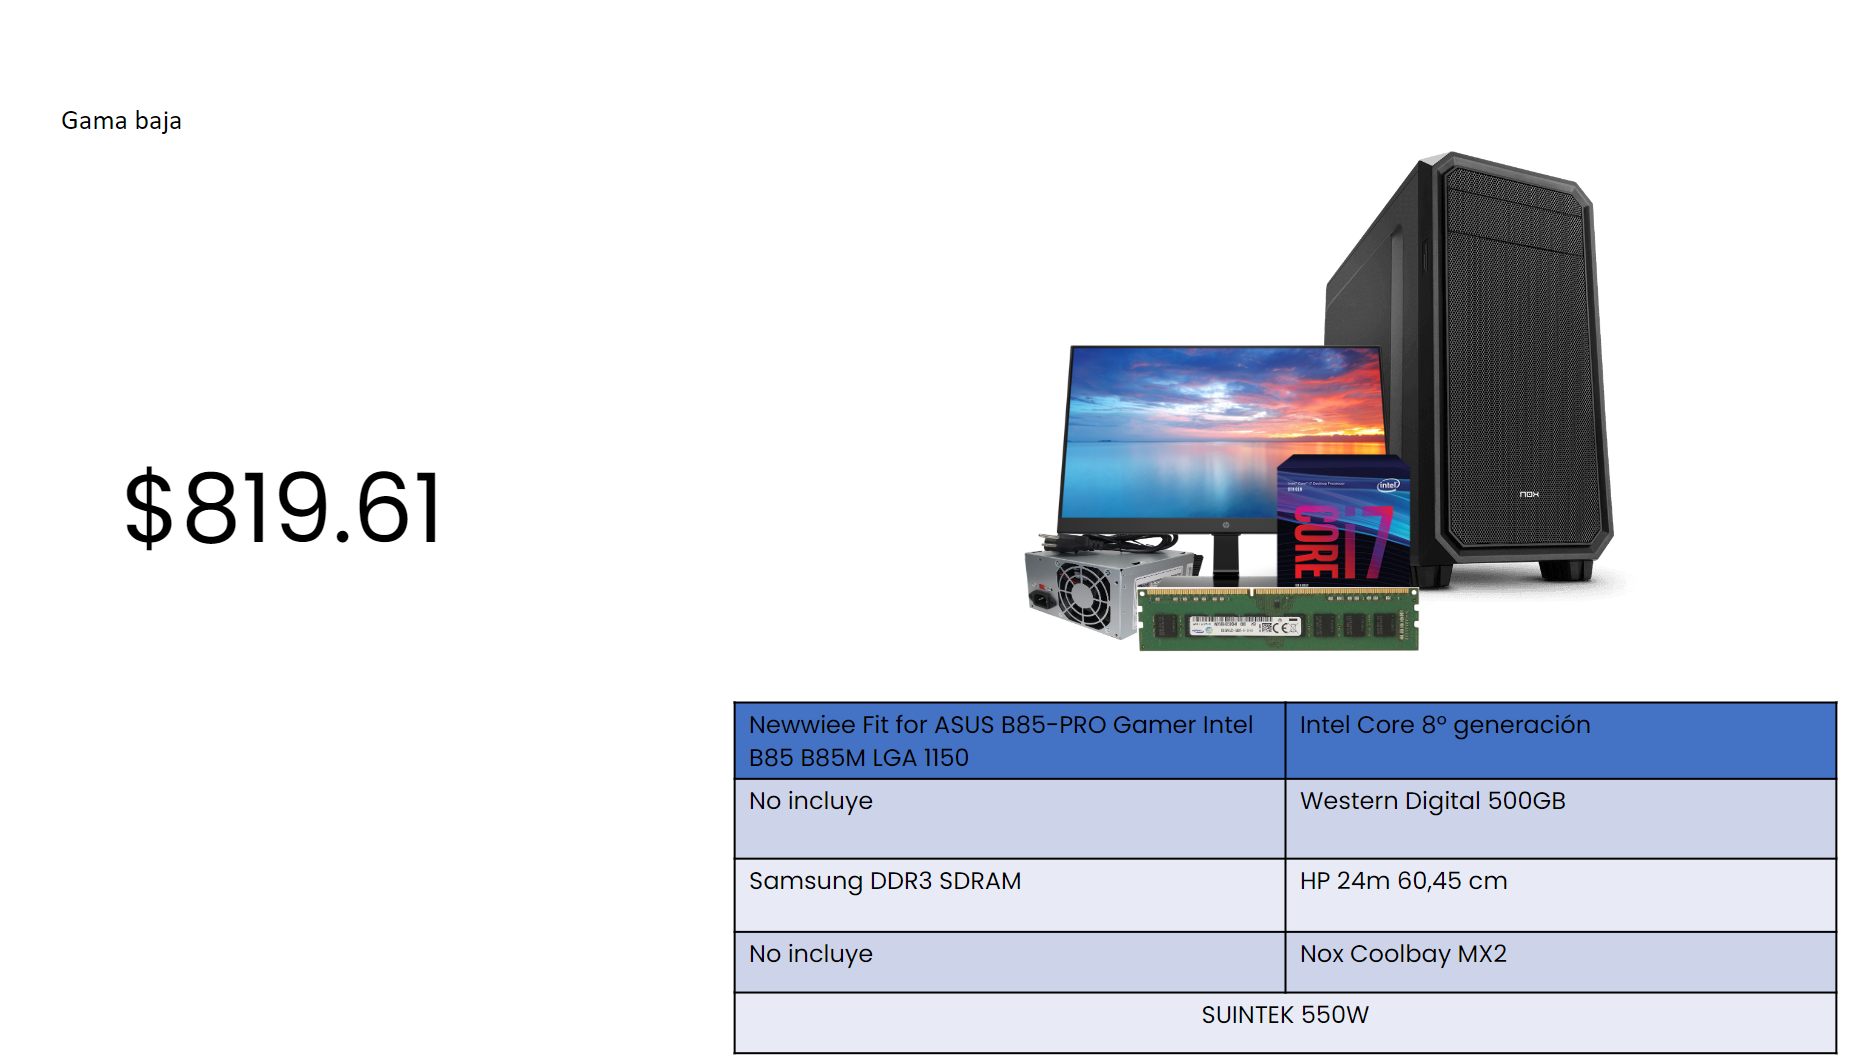 Gama baja
$819.61
nox
hp
intel
CORE i7
CE
Newwiee Fit for ASUS B85-PRO Gamer Intel
B85 B85M LGA 1150
Intel Core 8° generación
No incluye
Western Digital 500GB
Samsung DDR3 SDRAM
HP 24m 60,45 cm
No incluye
Nox Coolbay MX2
SUINTEK 550W